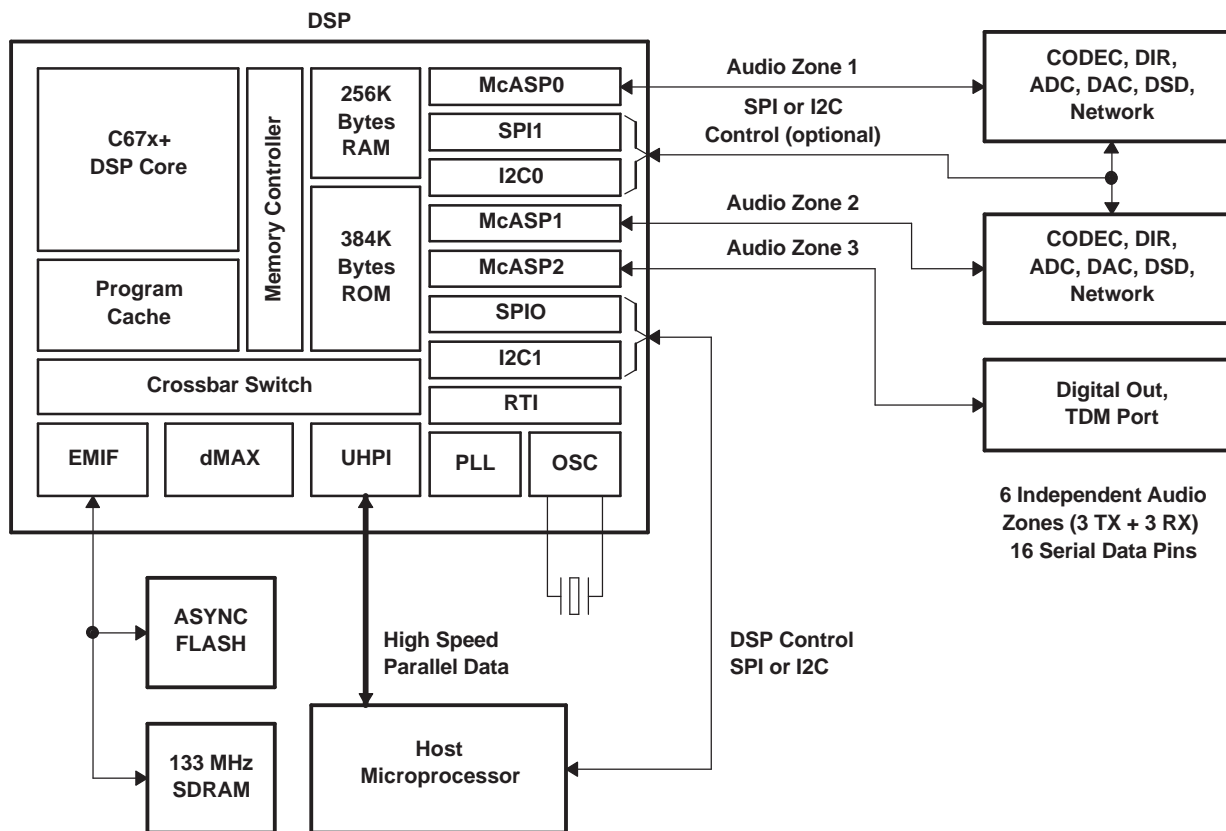 DSP
C67x+
DSP Core
Program
Cache
Memory Controller
256K
Bytes
RAM
384K
Bytes
ROM
McASP0
SPI1
I2C0
McASP1
McASP2
SPIO
I2C1
RTI
Crossbar Switch
EMIF
dMAX
UHPI
PLL
OSC
Audio Zone 1
SPI or I2C
Control (optional)
Audio Zone 2
Audio Zone 3
CODEC, DIR,
ADC, DAC, DSD,
Network
CODEC, DIR,
ADC, DAC, DSD,
Network
Digital Out,
TDM Port
6 Independent Audio
Zones (3 TX + 3 RX)
16 Serial Data Pins
ASYNC
FLASH
133 MHz
SDRAM
High Speed
Parallel Data
DSP Control
SPI or I2C
Host
Microprocessor